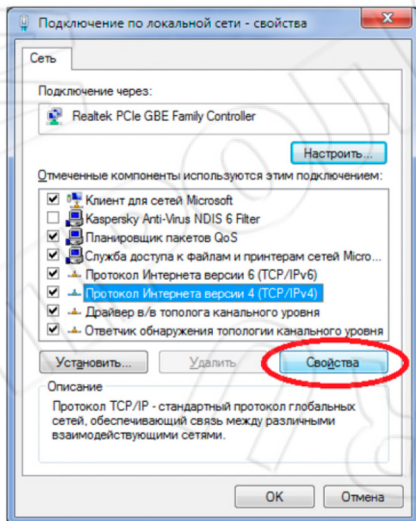 Подключение по локальной сети - свойства
Сеть
Подключение через:
Realtek PCIe GBE Family Controller
Настроить...
Отмеченные компоненты используются этим подключением:
Клиент для сетей Microsoft
Kaspersky Anti-Virus NDIS 6 Filter
Планировщик пакетов QoS
Служба доступа к файлам и принтерам сетей Micro...
Протокол Интернета версии 6 (TCP/IPv6)
Протокол Интернета версии 4 (TCP/IPv4)
Драйвер в/в тополога канального уровня
Ответчик обнаружения топологии канального уровня
Установить...
Удалить
Свойства
Описание
Протокол TCP/IP - стандартный протокол глобальных
сетей, обеспечивающий связь между различными
взаимодействующими сетями.
OK
Отмена